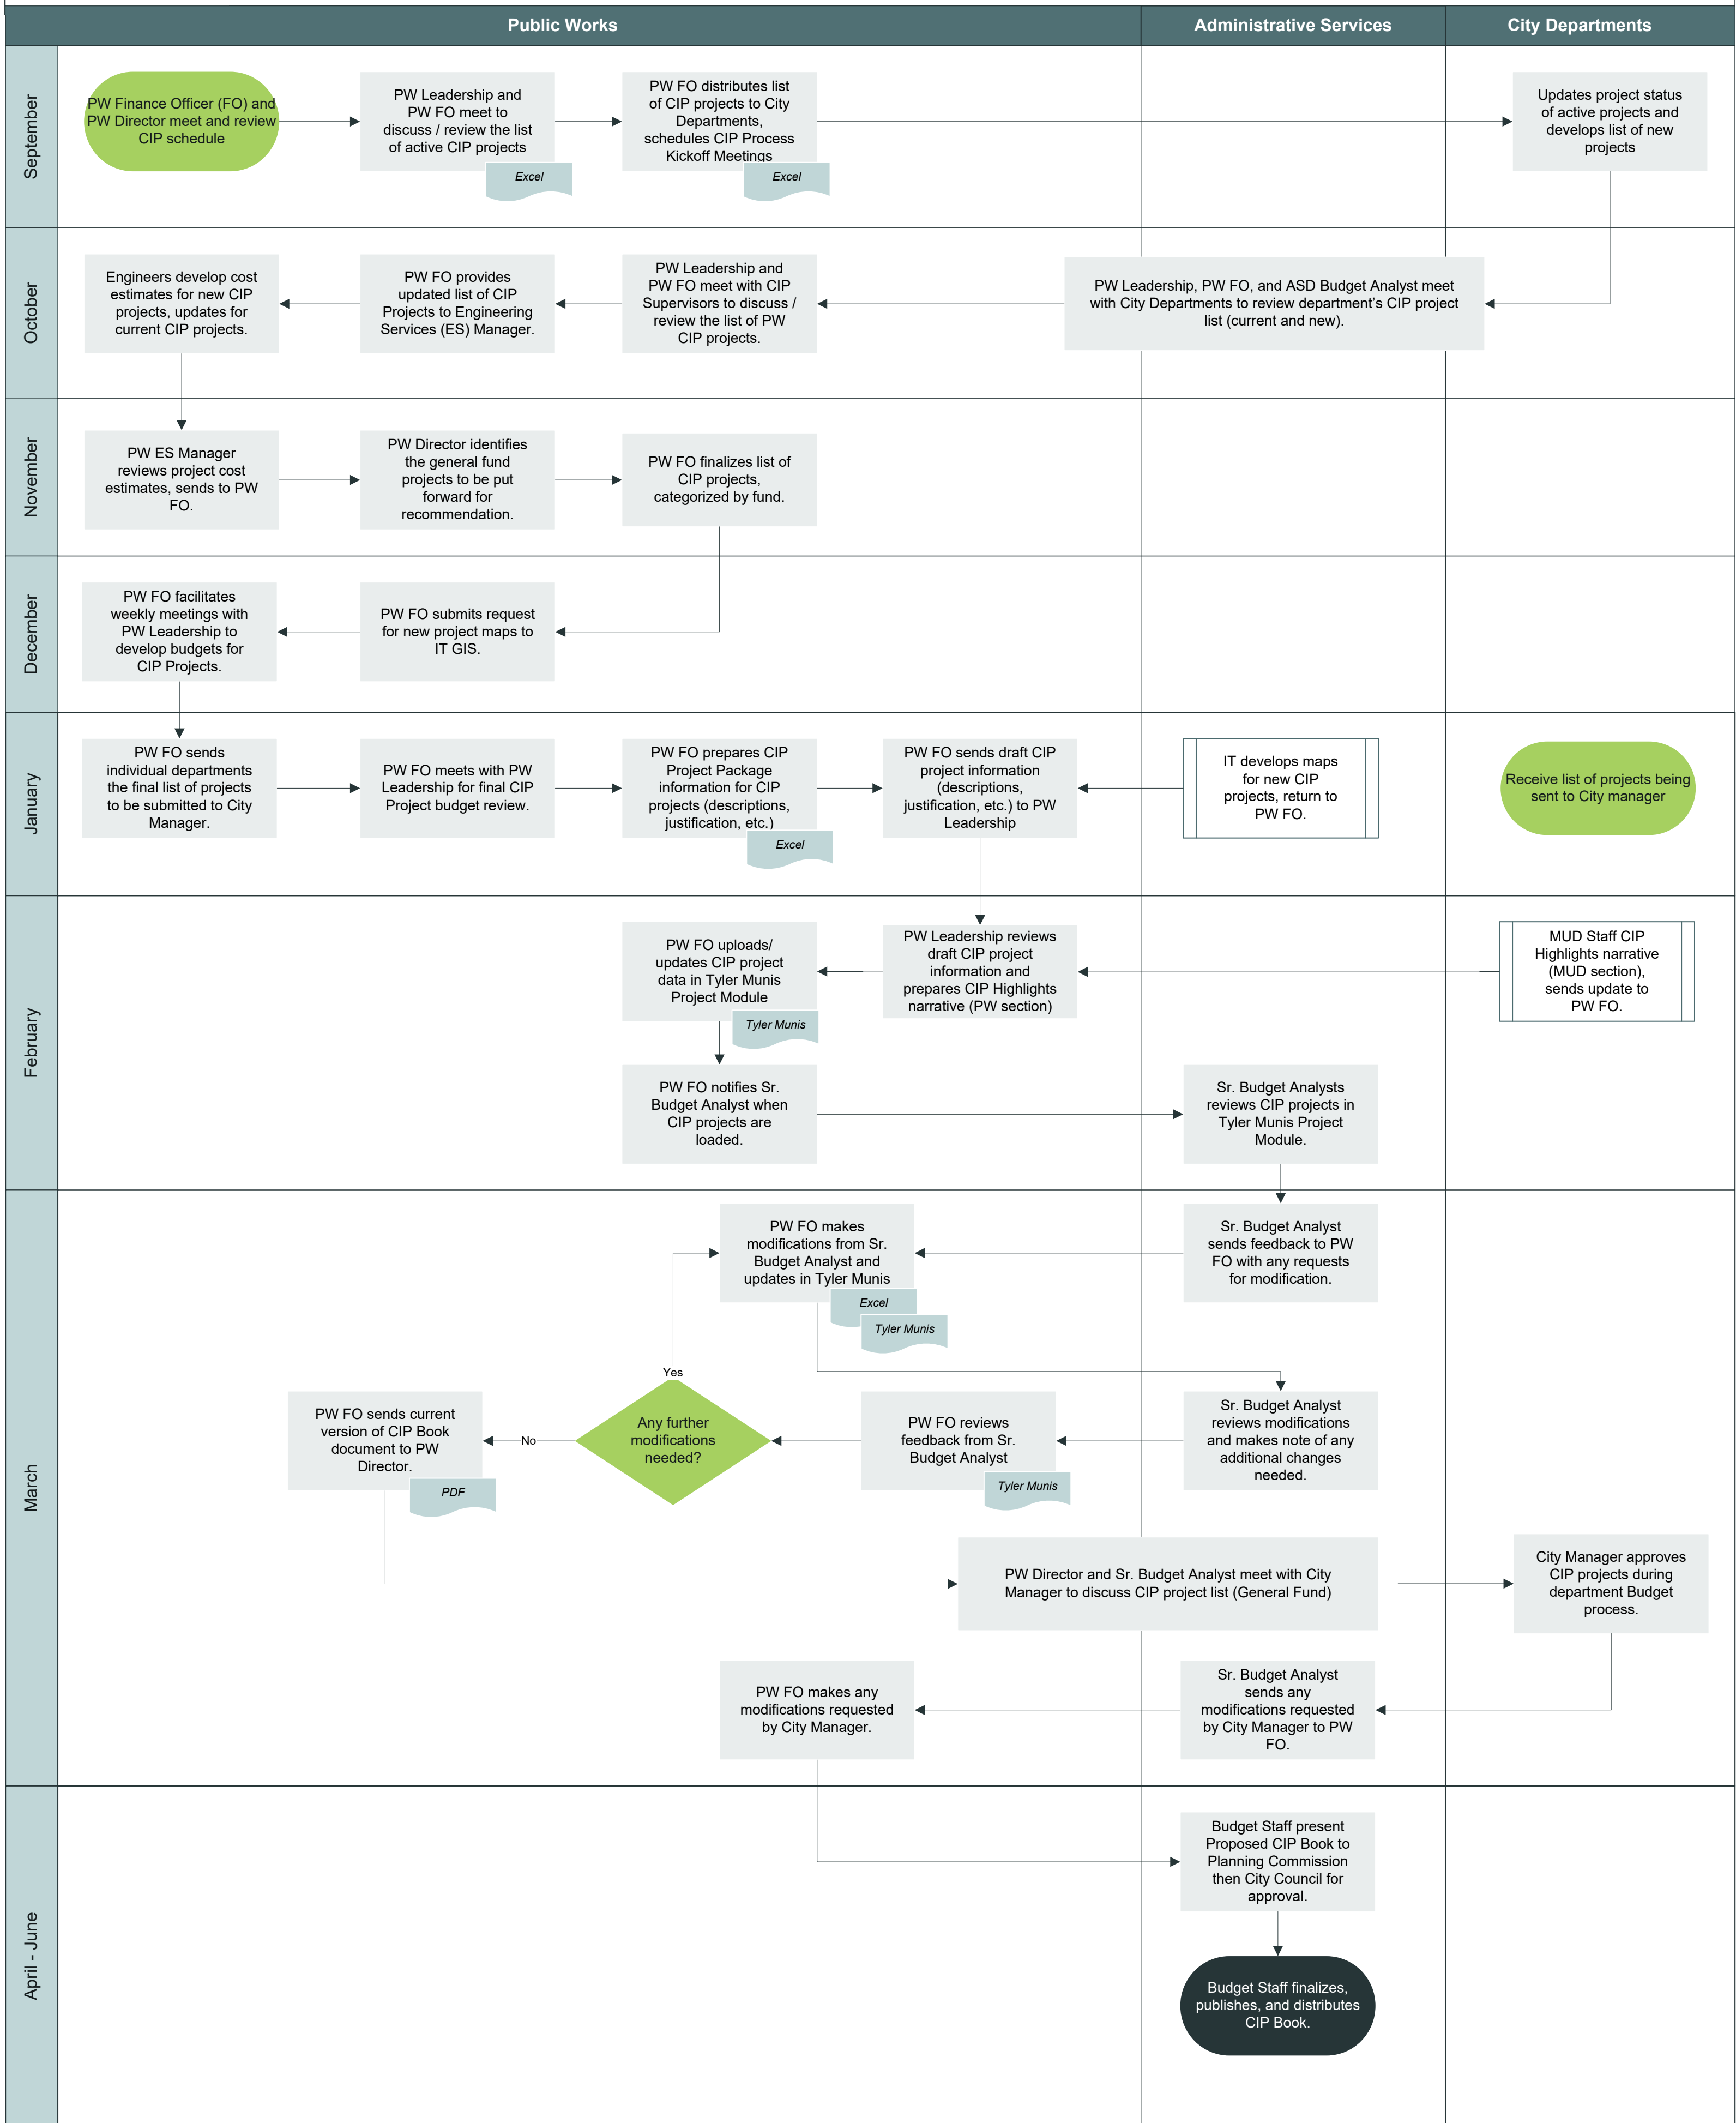 Public Works
Administrative Services
City Departments
September
PW Finance Officer (FO) and
PW Director meet and review
CIP schedule
PW Leadership and
PW FO meet to
discuss / review the list
of active CIP projects
Excel
PW FO distributes list
of CIP projects to City
Departments,
schedules CIP Process
Kickoff Meetings
Excel
Updates project status
of active projects and
develops list of new
projects
October
Engineers develop cost
estimates for new CIP
projects, updates for
current CIP projects.
PW FO provides
updated list of CIP
Projects to Engineering
Services (ES) Manager.
PW Leadership and
PW FO meet with CIP
Supervisors to discuss /
review the list of PW
CIP projects.
PW Leadership, PW FO, and ASD Budget Analyst meet
with City Departments to review department’s CIP project
list (current and new).
November
PW ES Manager
reviews project cost
estimates, sends to PW
FO.
PW Director identifies
the general fund
projects to be put
forward for
recommendation.
PW FO finalizes list of
CIP projects,
categorized by fund.
December
PW FO facilitates
weekly meetings with
PW Leadership to
develop budgets for
CIP Projects.
PW FO submits request
for new project maps to
IT GIS.
January
PW FO sends
individual departments
the final list of projects
to be submitted to City
Manager.
PW FO meets with PW
Leadership for final CIP
Project budget review.
PW FO prepares CIP
Project Package
information for CIP
projects (descriptions,
justification, etc.)
Excel
PW FO sends draft CIP
project information
(descriptions,
justification, etc.) to PW
Leadership
IT develops maps
for new CIP
projects, return to
PW FO.
Receive list of projects being
sent to City manager
February
PW FO uploads/
updates CIP project
data in Tyler Munis
Project Module
Tyler Munis
PW Leadership reviews
draft CIP project
information and
prepares CIP Highlights
narrative (PW section)
MUD Staff CIP
Highlights narrative
(MUD section),
sends update to
PW FO.
PW FO notifies Sr.
Budget Analyst when
CIP projects are
loaded.
Sr. Budget Analysts
reviews CIP projects in
Tyler Munis Project
Module.
March
PW FO makes
modifications from Sr.
Budget Analyst and
updates in Tyler Munis
Excel
Tyler Munis
Sr. Budget Analyst
sends feedback to PW
FO with any requests
for modification.
Yes
PW FO sends current
version of CIP Book
document to PW
Director.
PDF
No
Any further
modifications
needed?
PW FO reviews
feedback from Sr.
Budget Analyst
Tyler Munis
Sr. Budget Analyst
reviews modifications
and makes note of any
additional changes
needed.
PW Director and Sr. Budget Analyst meet with City
Manager to discuss CIP project list (General Fund)
City Manager approves
CIP projects during
department Budget
process.
PW FO makes any
modifications requested
by City Manager.
Sr. Budget Analyst
sends any
modifications requested
by City Manager to PW
FO.
April - June
Budget Staff present
Proposed CIP Book to
Planning Commission
then City Council for
approval.
Budget Staff finalizes,
publishes, and distributes
CIP Book.